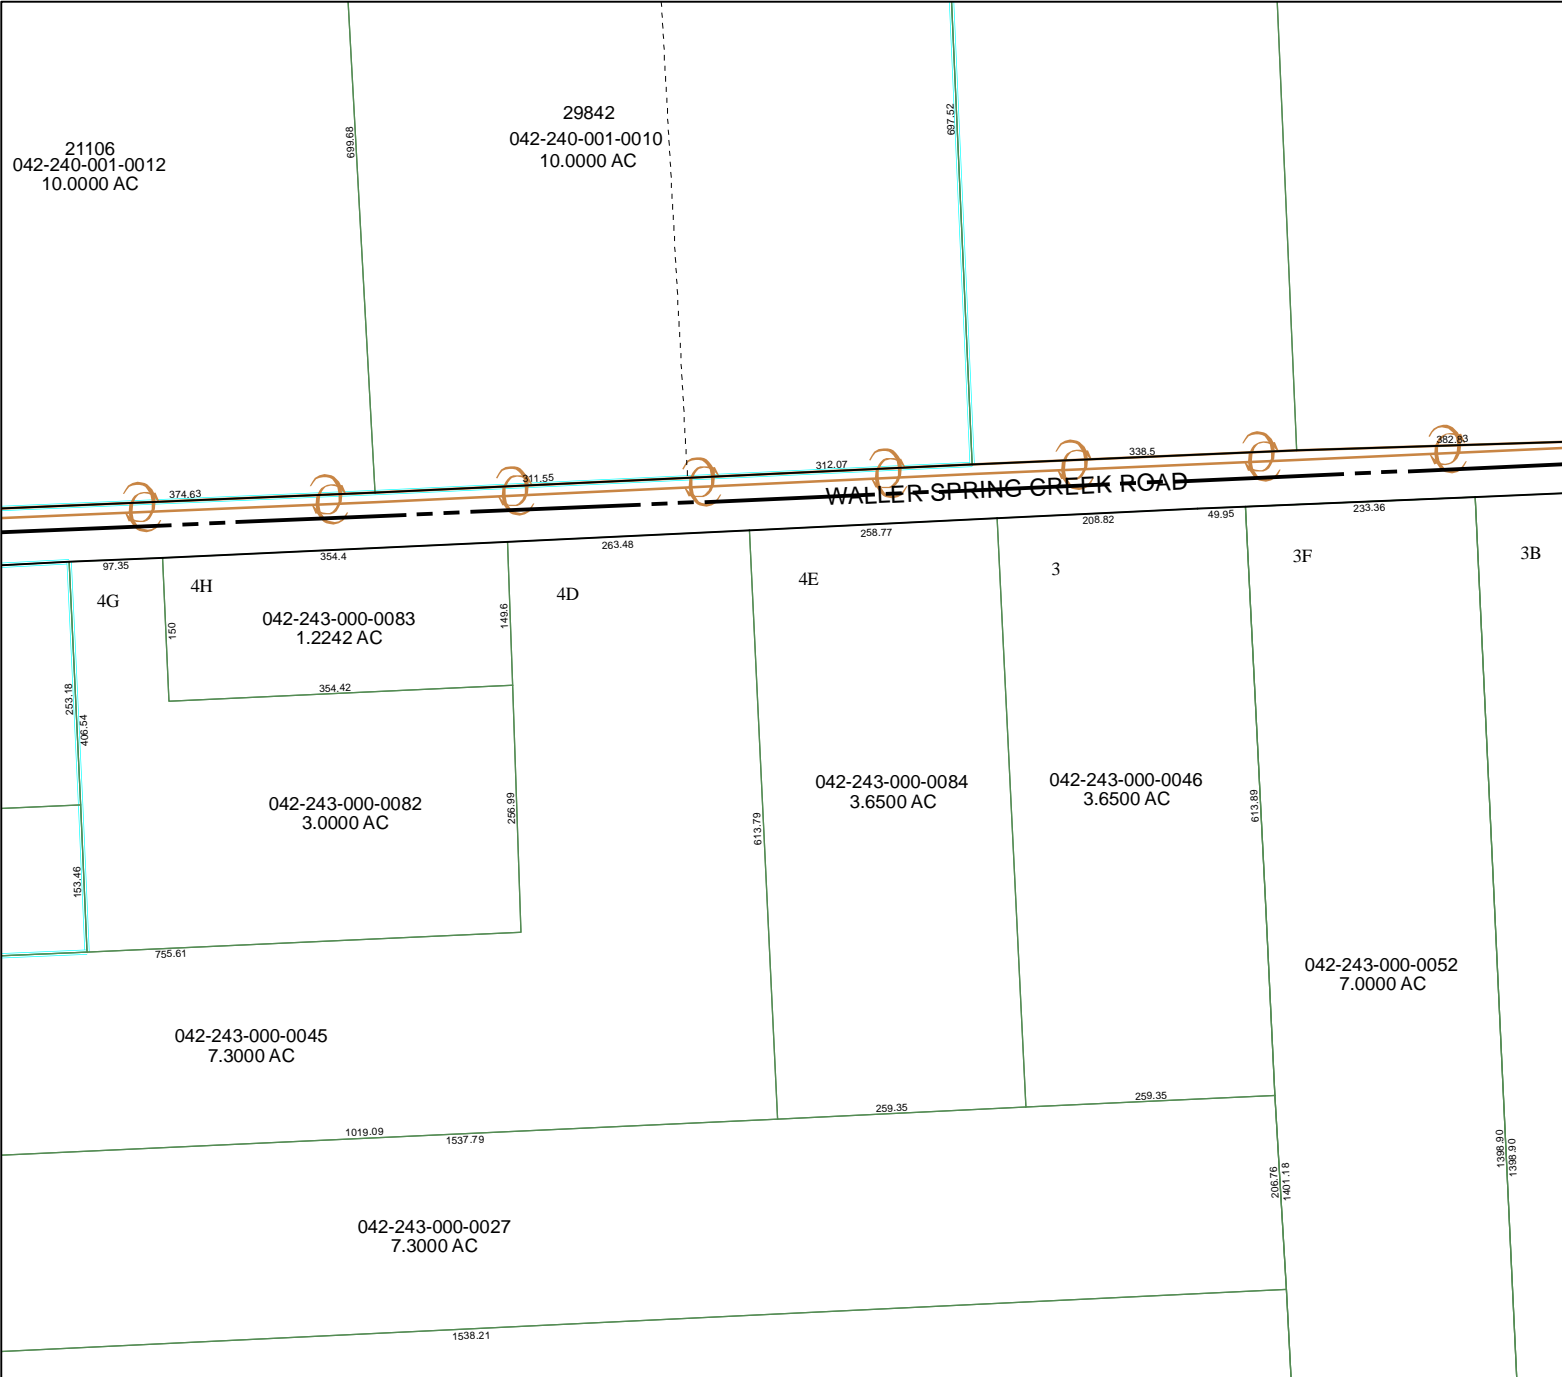 29842
042-240-001-0010
10.0000 AC
21106
042-240-001-0012
10.0000 AC
699.68
697.52
374.63
311.55
312.07
338.5
382.83
WALLER SPRING CREEK ROAD
97.35
354.4
263.48
258.77
208.82
49.95
233.36
4G
4H
4D
4E
3
3F
3B
042-243-000-0083
1.2242 AC
150
149.6
354.42
253.18
406.54
042-243-000-0082
3.0000 AC
256.99
153.46
755.61
042-243-000-0084
3.6500 AC
613.79
042-243-000-0046
3.6500 AC
613.89
042-243-000-0052
7.0000 AC
042-243-000-0045
7.3000 AC
259.35
259.35
1019.09
1537.79
206.76
1401.18
1398.90
1398.90
042-243-000-0027
7.3000 AC
1538.21